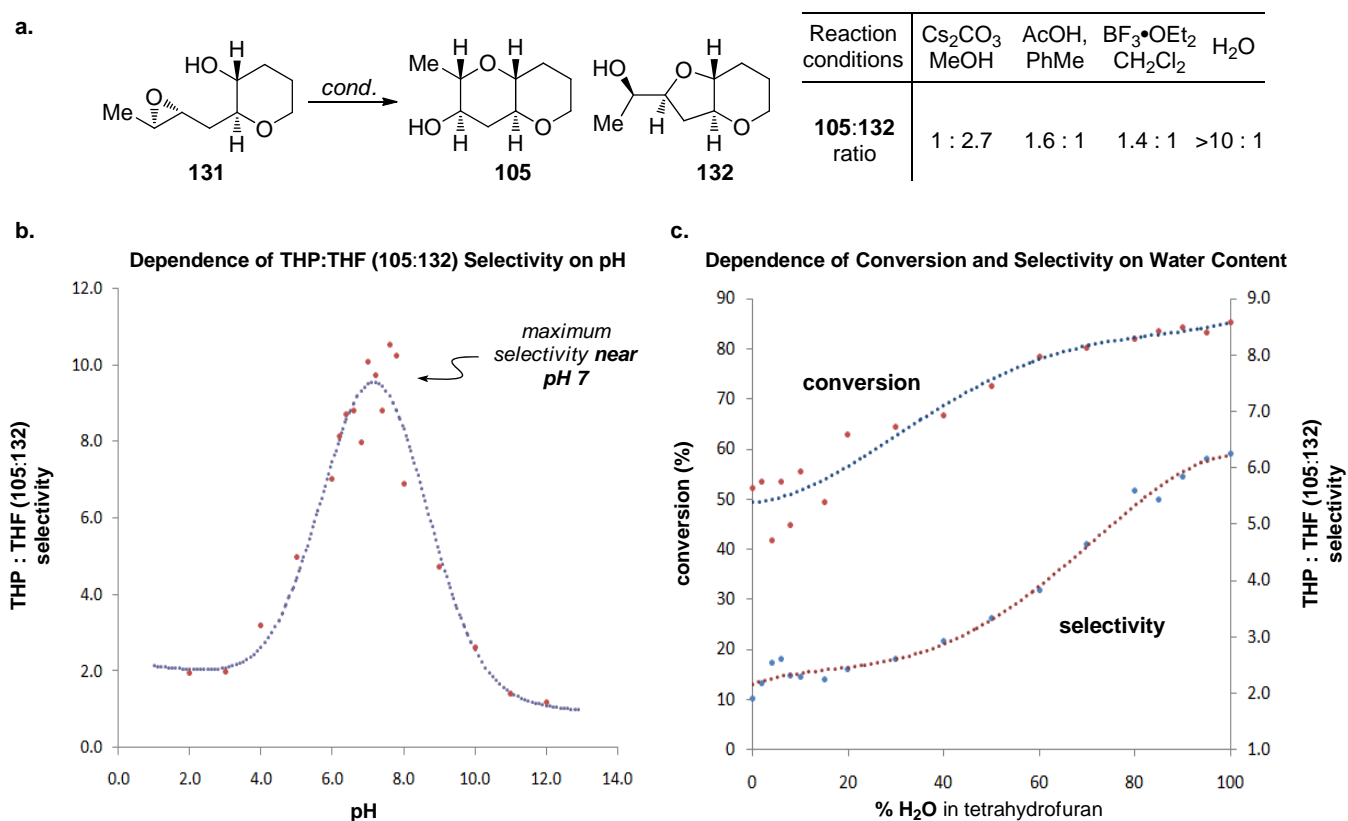 a.
HO H O Me H O
131
cond.
Me H O H O HO H H
105
HO H O Me H H O
132
Reaction conditions Cs₂CO₃ MeOH AcOH, PhMe BF₃•OEt₂ CH₂Cl₂ H₂O
105:132 ratio 1 : 2.7 1.6 : 1 1.4 : 1 >10 : 1
b.
Dependence of THP:THF (105:132) Selectivity on pH
THP : THF (105:132)
selectivity
12.0
10.0
8.0
6.0
4.0
2.0
0.0
maximum
selectivity near
pH 7
0.0 2.0 4.0 6.0 8.0 10.0 12.0 14.0
pH
c.
Dependence of Conversion and Selectivity on Water Content
conversion (%)
90
80
70
60
50
40
30
20
10
0
conversion
selectivity
9.0
8.0
7.0
6.0
5.0
4.0
3.0
2.0
1.0
THP : THF (105:132)
selectivity
0 20 40 60 80 100
% H₂O in tetrahydrofuran